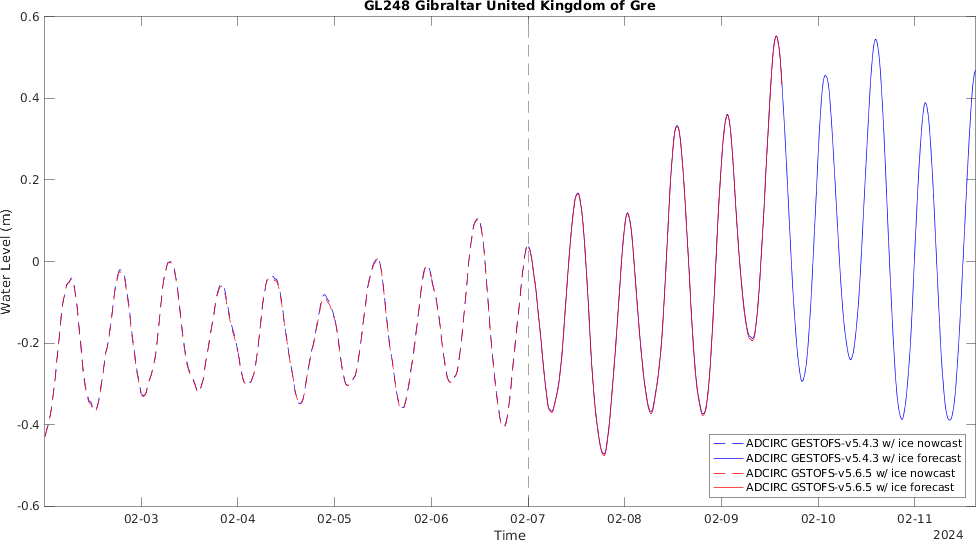 GL248 Gibraltar United Kingdom of Gre
0.6
0.4
0.2
0
-0.2
-0.4
-0.6
Water Level (m)
ADCIRC GESTOFS-v5.4.3 w/ ice nowcast
ADCIRC GESTOFS-v5.4.3 w/ ice forecast
ADCIRC GSTOFS-v5.6.5 w/ ice nowcast
ADCIRC GSTOFS-v5.6.5 w/ ice forecast
02-03 02-04 02-05 02-06 02-07 02-08 02-09 02-10 02-11
Time
2024